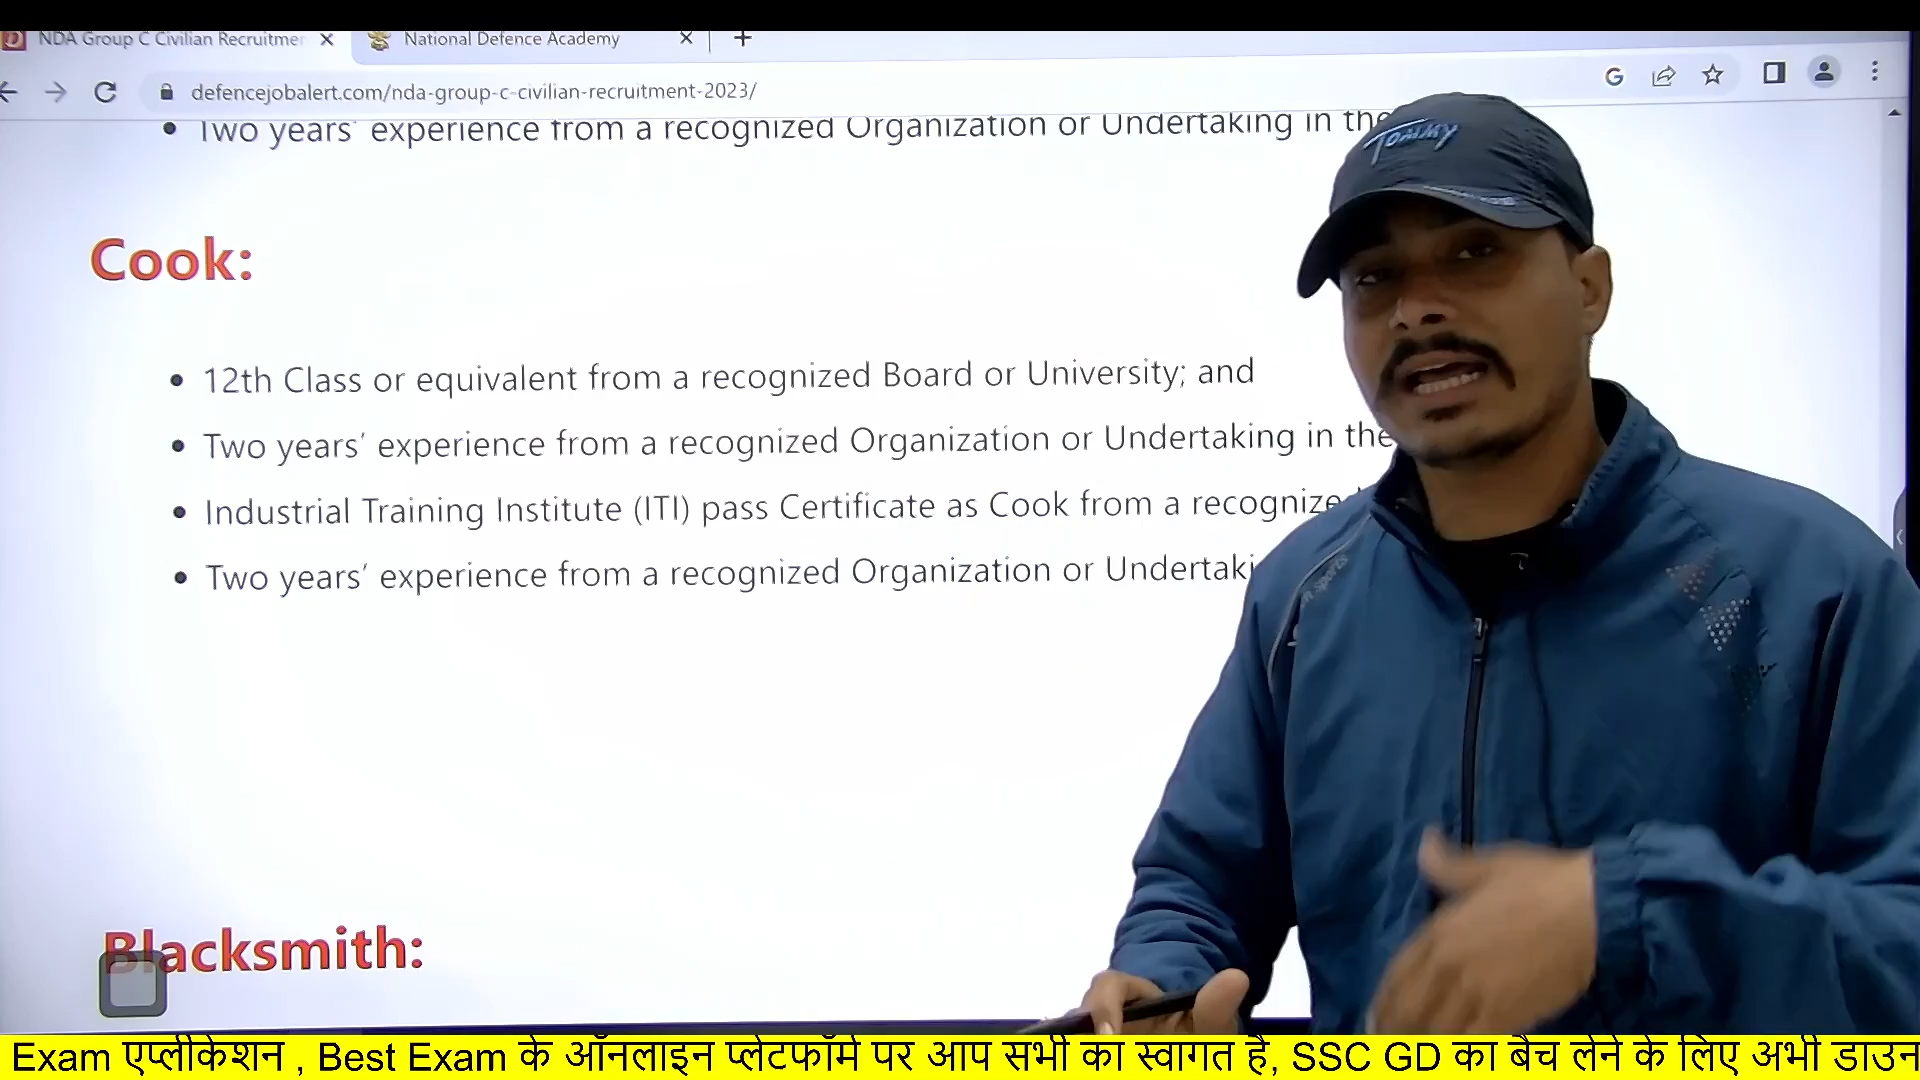 NDA Group C Civilian Recruitmen
National Defence Academy
defencejobalert.com/nda-group-c-civilian-recruitment-2023/
Tommy
Two years' experience from a recognized Organization or Undertaking in the
Cook:
12th Class or equivalent from a recognized Board or University; and
Two years’ experience from a recognized Organization or Undertaking in the
Industrial Training Institute (ITI) pass Certificate as Cook from a recognize
Two years’ experience from a recognized Organization or Undertaki
Blacksmith:
Exam एप्लीकेशन , Best Exam के ऑनलाइन प्लेटफॉर्म पर आप सभी का स्वागत है, SSC GD का बैच लेने के लिए अभी डाउन